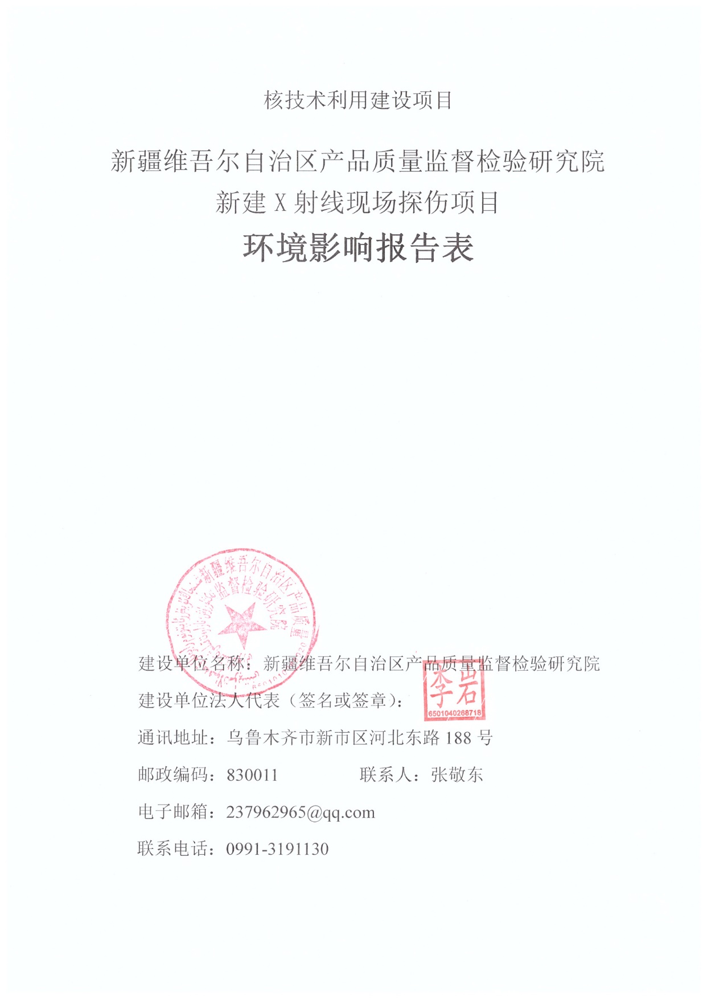 核技术利用建设项目
新疆维吾尔自治区产品质量监督检验研究院
新建 X 射线现场探伤项目
环境影响报告表
新疆维吾尔自治区产品质量
监督检验研究院
建设单位名称：新疆维吾尔自治区产品质量监督检验研究院
建设单位法人代表（签名或签章）：
李岩
6501040268718
通讯地址：乌鲁木齐市新市区河北东路 188 号
邮政编码：830011 联系人：张敬东
电子邮箱：237962965@qq.com
联系电话：0991-3191130